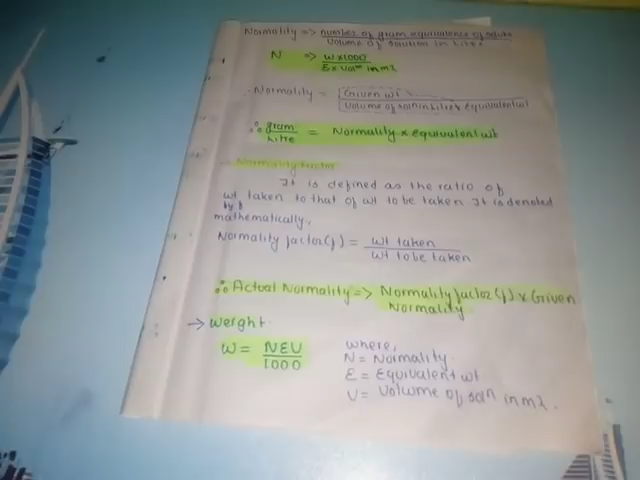 Normality => number of gram equivalence of solute
Volume of solution in litre
N => W×1000
E×Volm in mL
∴ Normality = Given wt
Volume of soln in litre × equivalent wt
∴ gram = Normality × equivalent wt
litre
Normality factor
It is defined as the ratio of
wt taken to that of wt to be taken It is denoted
by f
mathematically,
Normality factor(f) = wt taken
wt to be taken
∴ Actual Normality => Normality factor (f) × Given
Normality
→ Weight
W = NEV
1000
where,
N = Normality
E = Equivalent wt
V = Volume of soln in mL.